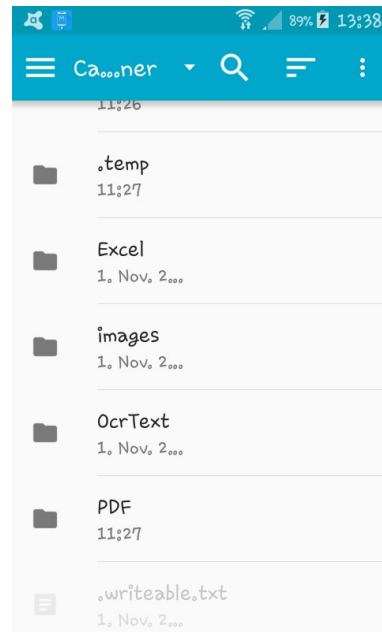 89% 13:38
Ca...ner
11:26
.temp
11:27
Excel
1. Nov. 2...
images
1. Nov. 2...
OcrText
1. Nov. 2...
PDF
11:27
.writeable.txt
1. Nov. 2...